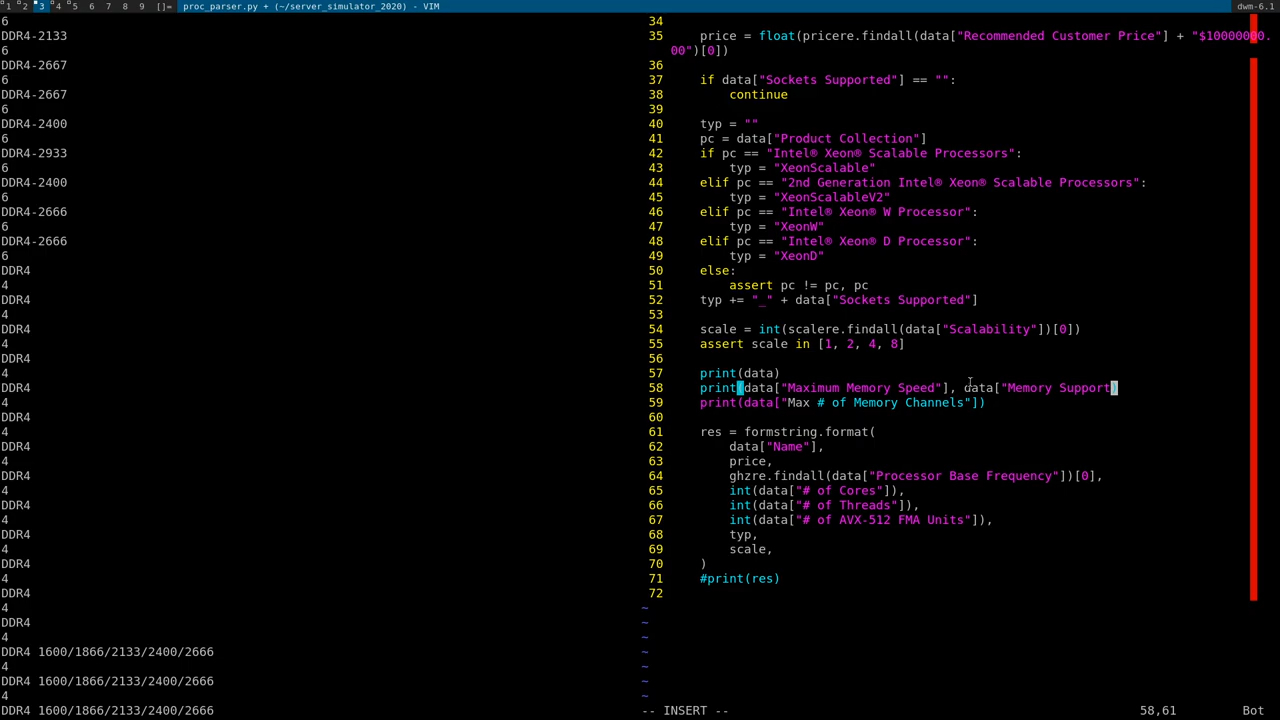 1 2 3 4 5 6 7 8 9 []= proc_parser.py + (~/server_simulator_2020) - VIM dwm-6.1
6
DDR4-2133
6
DDR4-2667
6
DDR4-2667
6
DDR4-2400
6
DDR4-2933
6
DDR4-2400
6
DDR4-2666
6
DDR4-2666
6
DDR4
4
DDR4
4
DDR4
4
DDR4
4
DDR4
4
DDR4
4
DDR4
4
DDR4
4
DDR4
4
DDR4
4
DDR4
4
DDR4
4
DDR4
4
DDR4 1600/1866/2133/2400/2666
4
DDR4 1600/1866/2133/2400/2666
4
DDR4 1600/1866/2133/2400/2666
34
35     price = float(pricere.findall(data["Recommended Customer Price"] + "$10000000.
00")[0])
36
37     if data["Sockets Supported"] == "":
38         continue
39
40     typ = ""
41     pc = data["Product Collection"]
42     if pc == "Intel® Xeon® Scalable Processors":
43         typ = "XeonScalable"
44     elif pc == "2nd Generation Intel® Xeon® Scalable Processors":
45         typ = "XeonScalableV2"
46     elif pc == "Intel® Xeon® W Processor":
47         typ = "XeonW"
48     elif pc == "Intel® Xeon® D Processor":
49         typ = "XeonD"
50     else:
51         assert pc != pc, pc
52     typ += "_" + data["Sockets Supported"]
53
54     scale = int(scalere.findall(data["Scalability"])[0])
55     assert scale in [1, 2, 4, 8]
56
57     print(data)
58     print(data["Maximum Memory Speed"], data["Memory Support)
59     print(data["Max # of Memory Channels"])
60
61     res = formstring.format(
62         data["Name"],
63         price,
64         ghzre.findall(data["Processor Base Frequency"])[0],
65         int(data["# of Cores"]),
66         int(data["# of Threads"]),
67         int(data["# of AVX-512 FMA Units"]),
68         typ,
69         scale,
70     )
71     #print(res)
72
~
~
~
~
~
~
~
-- INSERT -- 58,61 Bot